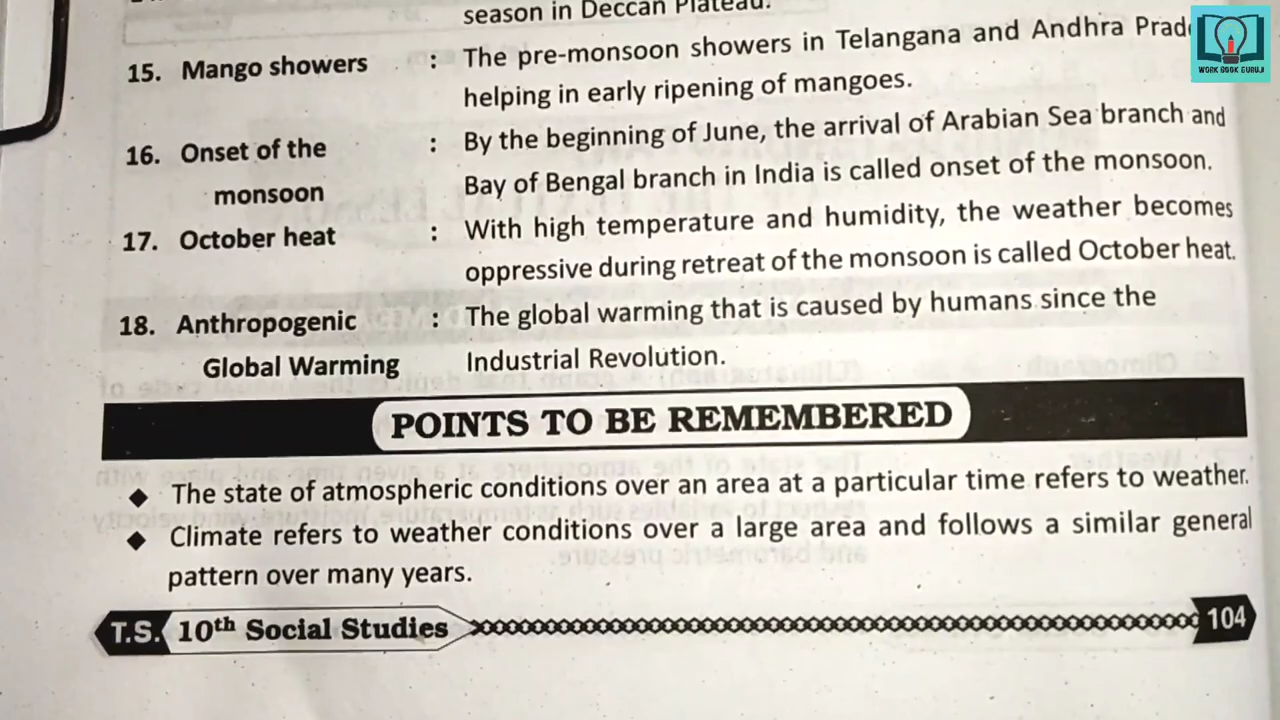 season in Deccan Plateau.
15. Mango showers : The pre-monsoon showers in Telangana and Andhra Prad
helping in early ripening of mangoes.
16. Onset of the : By the beginning of June, the arrival of Arabian Sea branch and
monsoon Bay of Bengal branch in India is called onset of the monsoon.
17. October heat : With high temperature and humidity, the weather becomes
oppressive during retreat of the monsoon is called October heat.
18. Anthropogenic : The global warming that is caused by humans since the
Global Warming Industrial Revolution.
POINTS TO BE REMEMBERED
◆ The state of atmospheric conditions over an area at a particular time refers to weather.
◆ Climate refers to weather conditions over a large area and follows a similar general
pattern over many years.
T.S. 10th Social Studies 104
WORK BOOK GURUJI